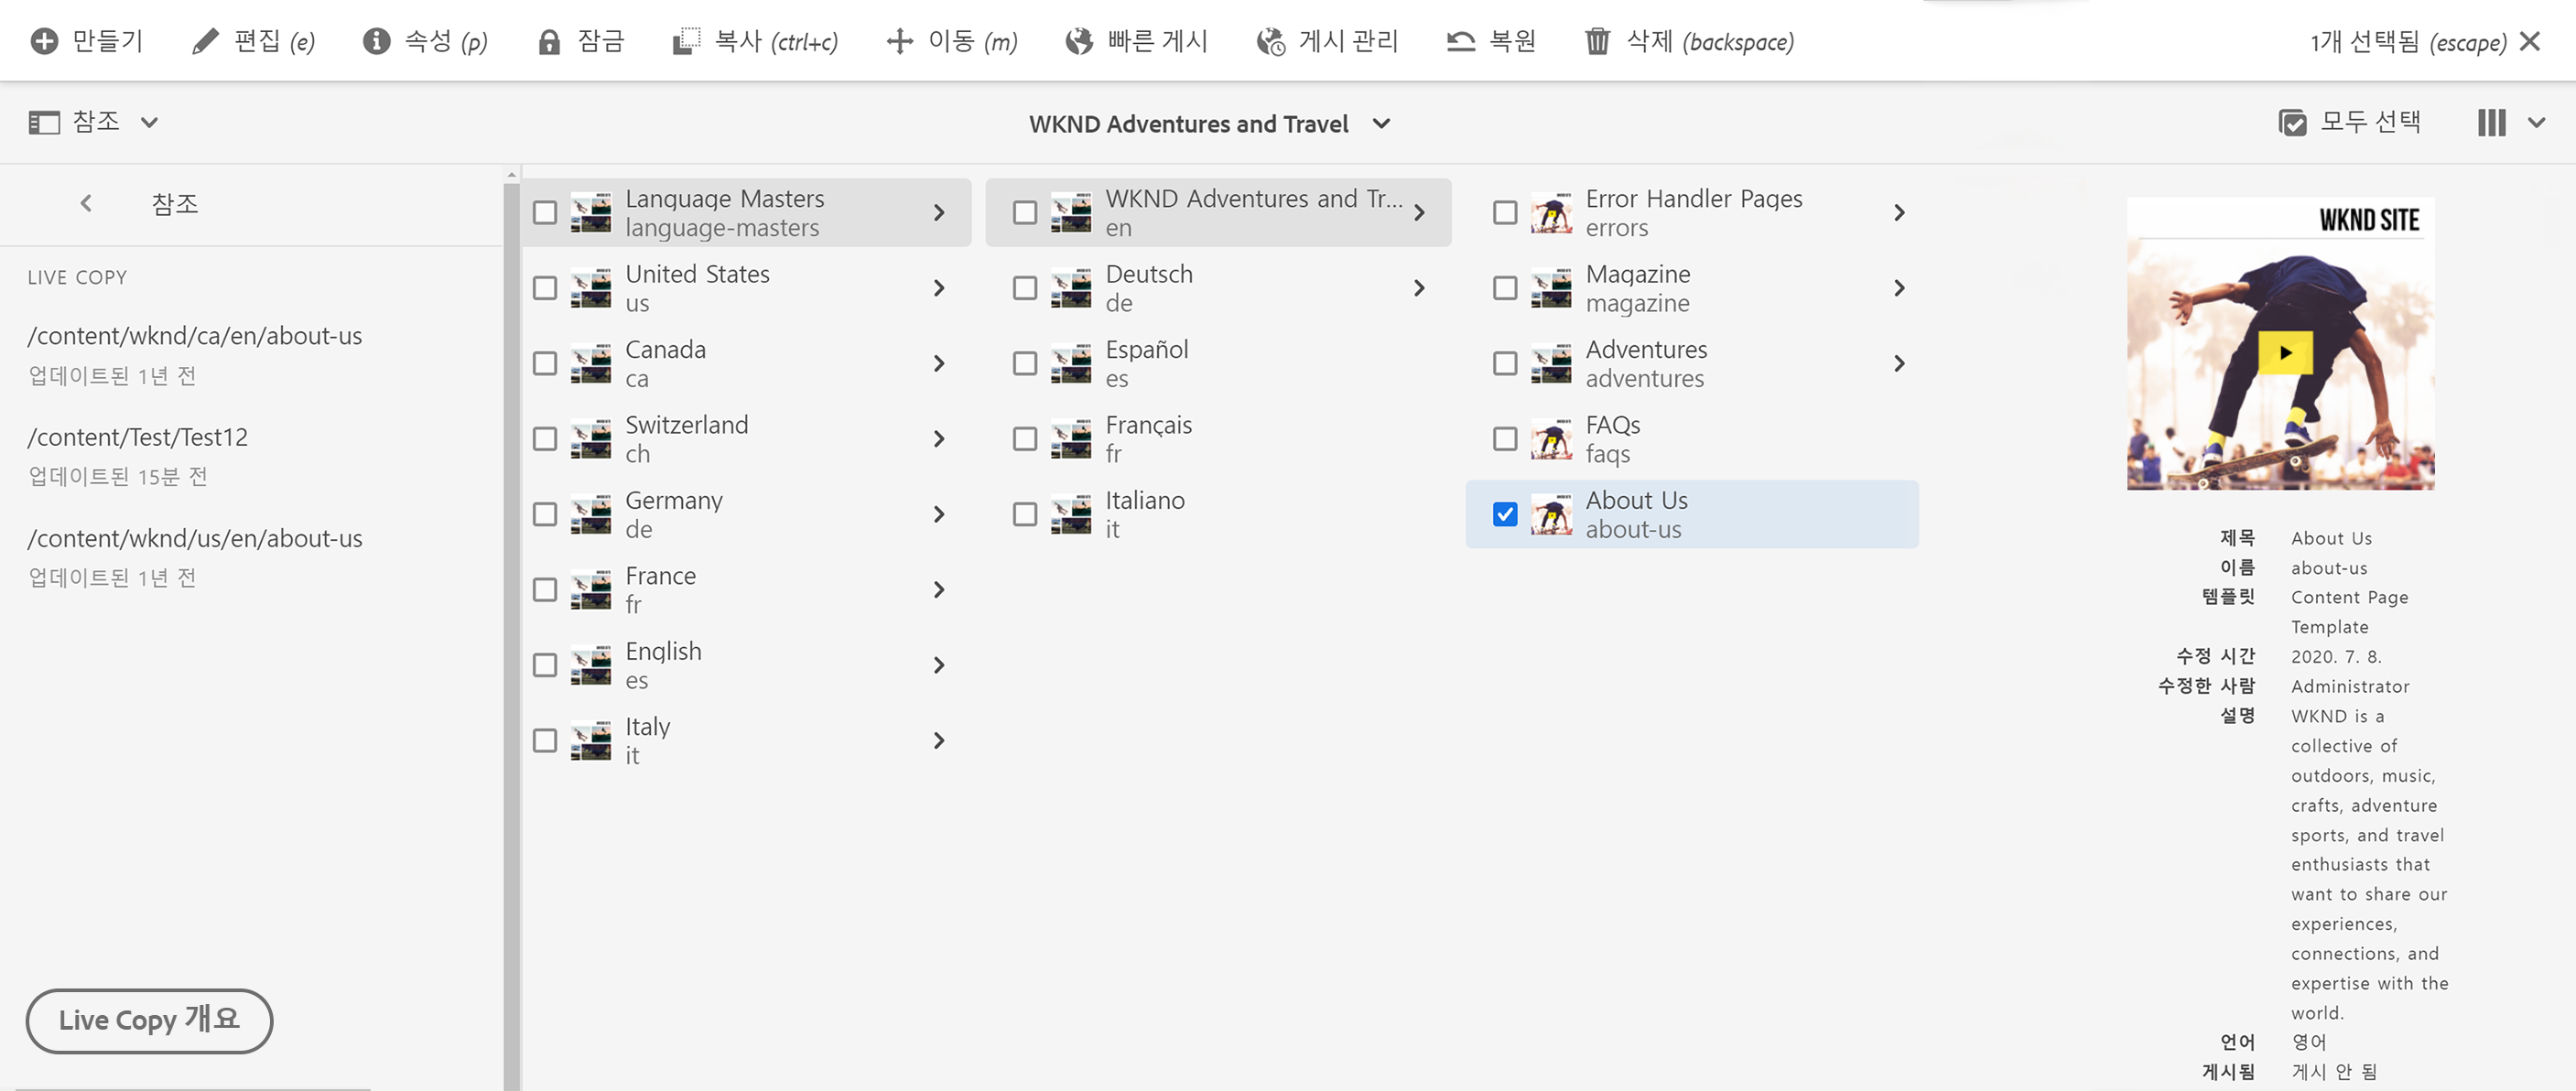 만들기 편집 (e) 속성 (p) 잠금 복사 (ctrl+c) 이동 (m) 빠른 게시 게시 관리 복원 삭제 (backspace) 1개 선택됨 (escape)
참조 WKND Adventures and Travel 모두 선택
참조
LIVE COPY
/content/wknd/ca/en/about-us
업데이트된 1년 전
/content/Test/Test12
업데이트된 15분 전
/content/wknd/us/en/about-us
업데이트된 1년 전
Live Copy 개요
Language Masters
language-masters
United States
us
Canada
ca
Switzerland
ch
Germany
de
France
fr
English
es
Italy
it
WKND Adventures and Tr...
en
Deutsch
de
Español
es
Français
fr
Italiano
it
Error Handler Pages
errors
Magazine
magazine
Adventures
adventures
FAQs
faqs
About Us
about-us
WKND SITE
제목 About Us
이름 about-us
템플릿 Content Page
Template
수정 시간 2020. 7. 8.
수정한 사람 Administrator
설명 WKND is a
collective of
outdoors, music,
crafts, adventure
sports, and travel
enthusiasts that
want to share our
experiences,
connections, and
expertise with the
world.
언어 영어
게시됨 게시 안 됨